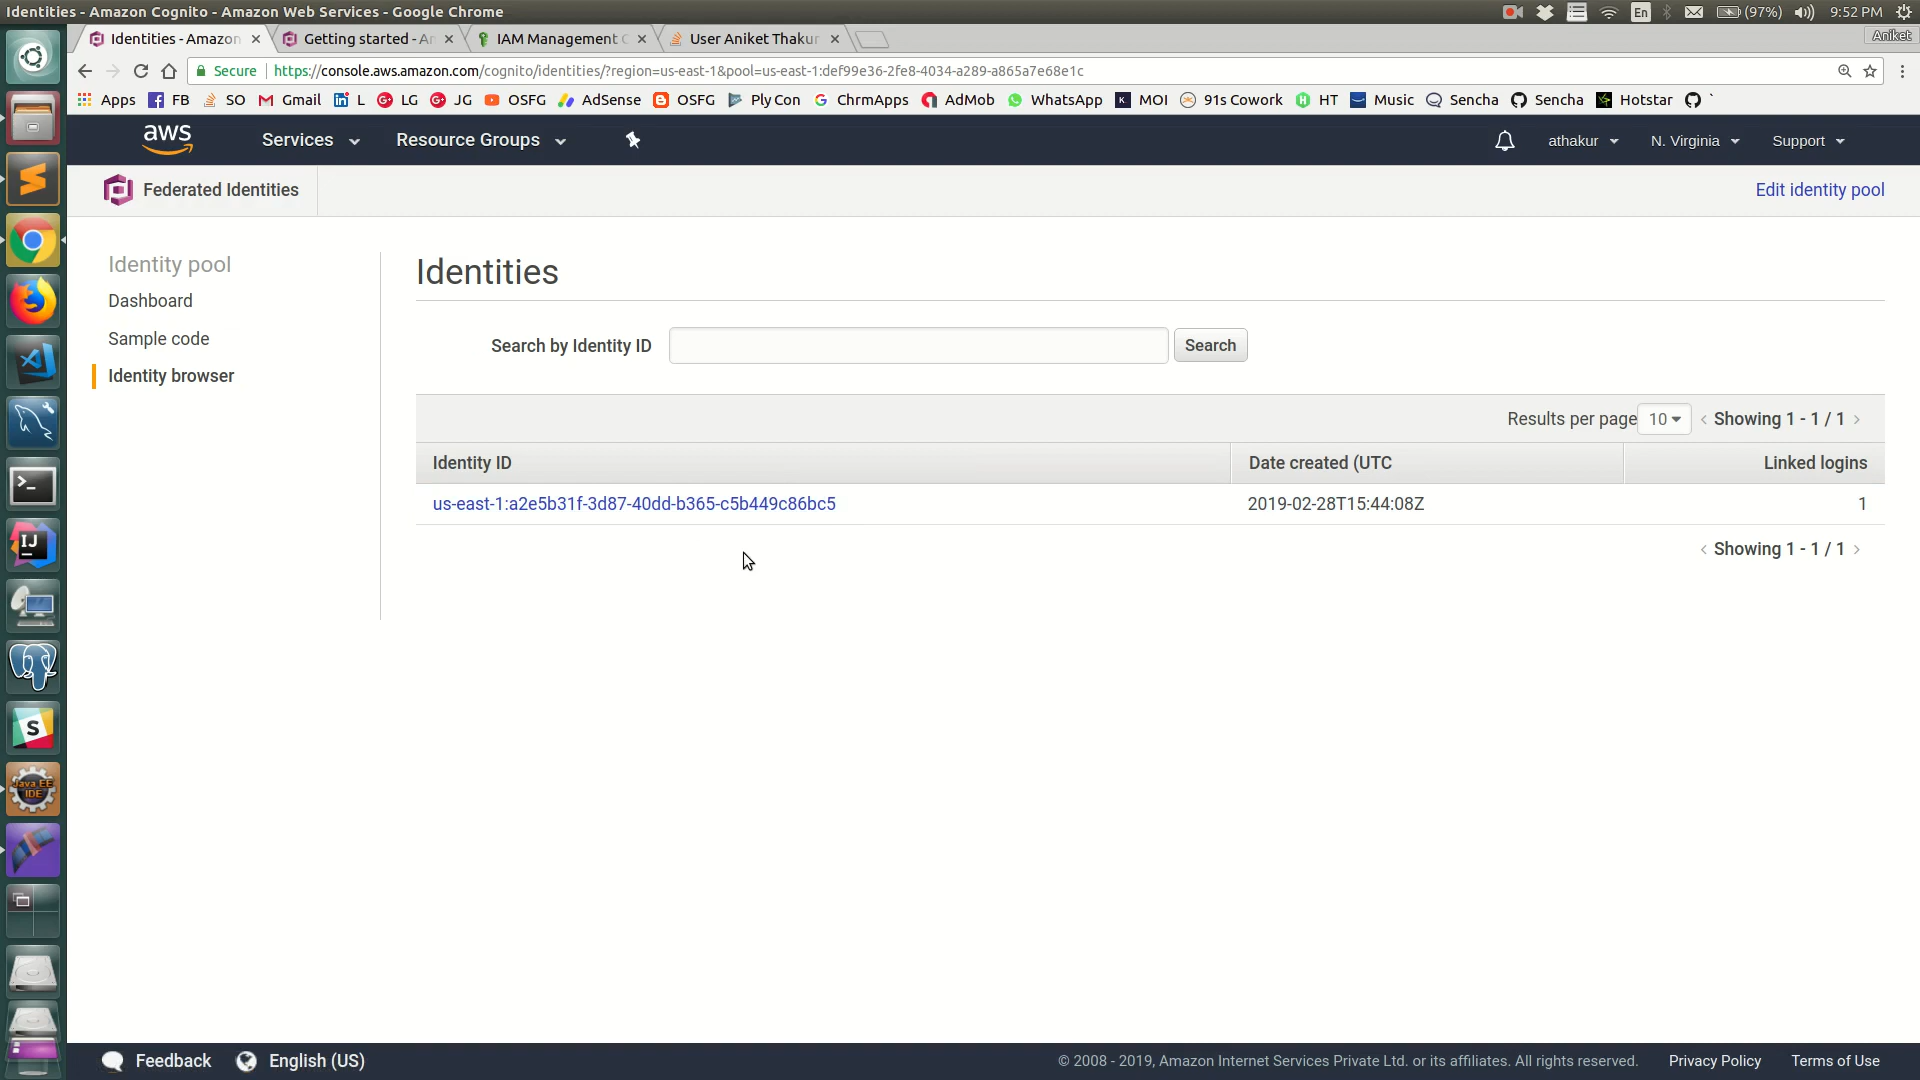 Identities - Amazon Cognito - Amazon Web Services - Google Chrome
En (97%) 9:52 PM
Identities - Amazon
Getting started - A
IAM Management C
User Aniket Thakur
Aniket
Secure https://console.aws.amazon.com/cognito/identities/?region=us-east-1&pool=us-east-1:def99e36-2fe8-4034-a289-a865a7e68e1c
Apps FB SO Gmail L LG JG OSFG AdSense OSFG Ply Con ChrmApps AdMob WhatsApp MOI 91s Cowork HT Music Sencha Sencha Hotstar `
aws Services Resource Groups athakur N. Virginia Support
Federated Identities Edit identity pool
Identity pool
Dashboard
Sample code
Identity browser
Identities
Search by Identity ID Search
Results per page 10 < Showing 1 - 1 / 1 >
Identity ID Date created (UTC Linked logins
us-east-1:a2e5b31f-3d87-40dd-b365-c5b449c86bc5 2019-02-28T15:44:08Z 1
< Showing 1 - 1 / 1 >
IJ
S
Java EE
IDE
Feedback English (US) © 2008 - 2019, Amazon Internet Services Private Ltd. or its affiliates. All rights reserved. Privacy Policy Terms of Use